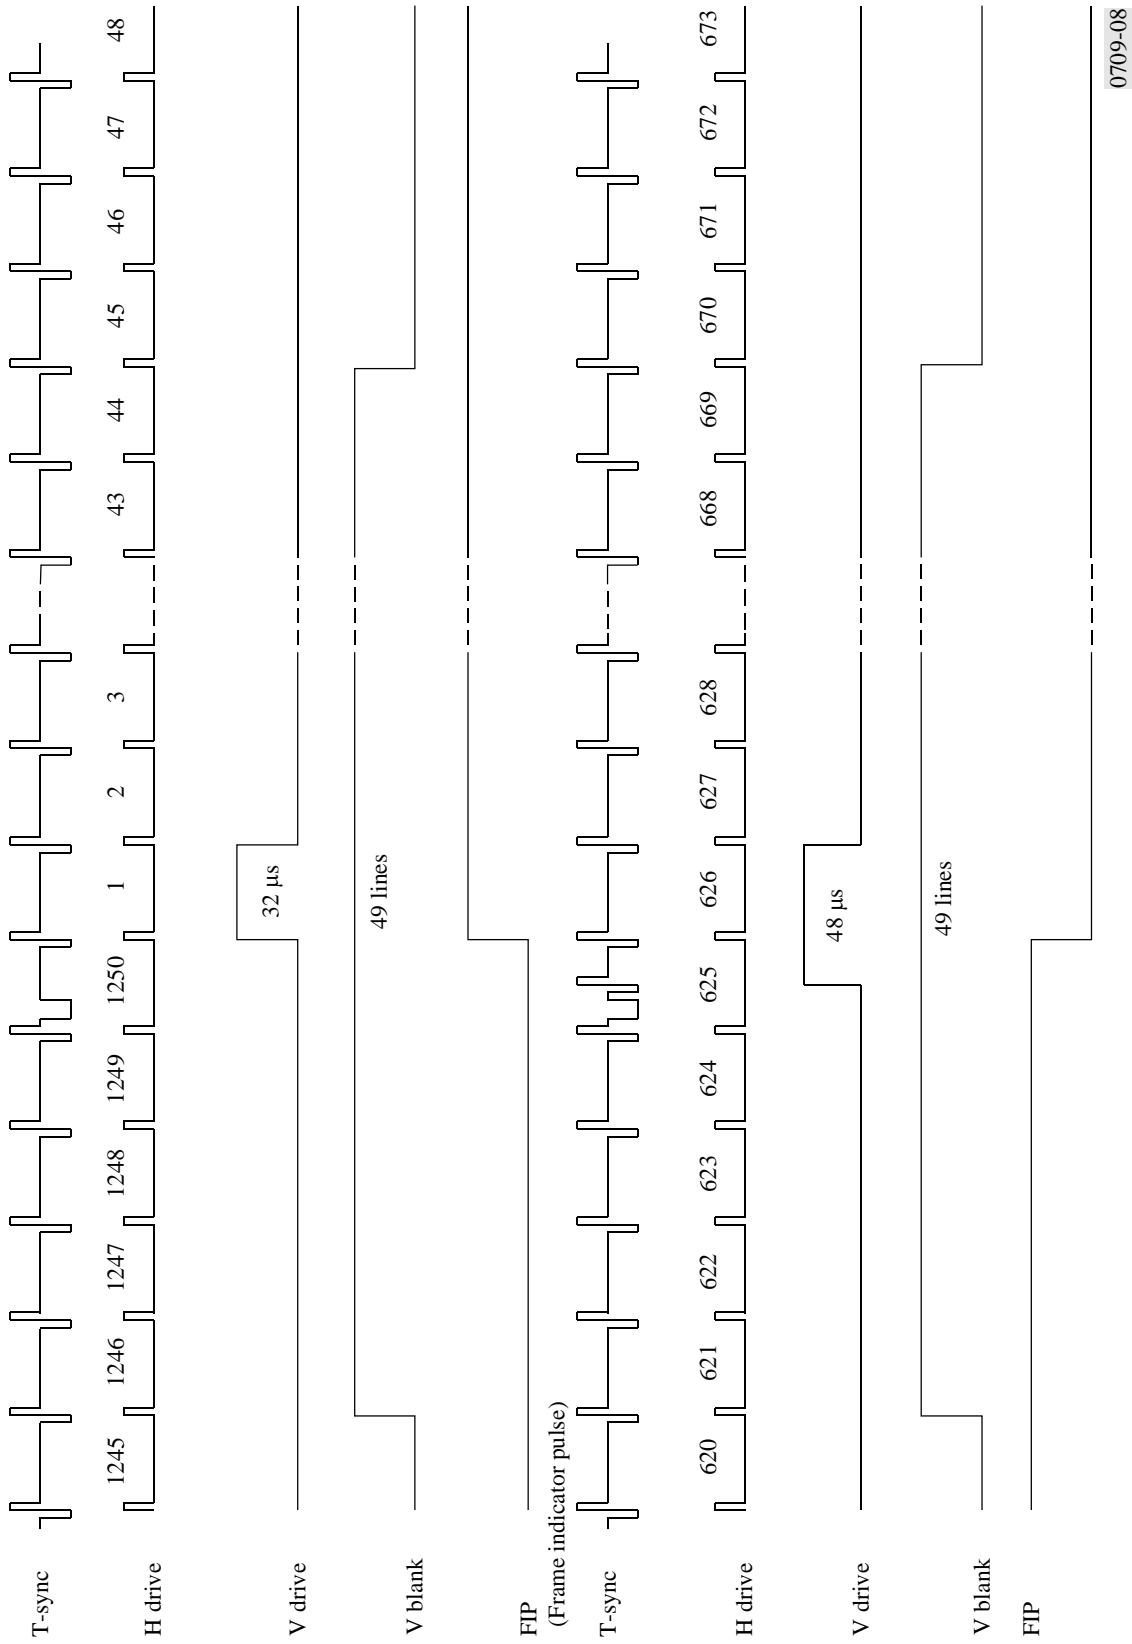 T-sync
1245 1246 1247 1248 1249 1250 1 2 3 43 44 45 46 47 48
H drive
32 μs
V drive
49 lines
V blank
FIP
(Frame indicator pulse)
T-sync
620 621 622 623 624 625 626 627 628 668 669 670 671 672 673
H drive
48 μs
V drive
49 lines
V blank
FIP
0709-08